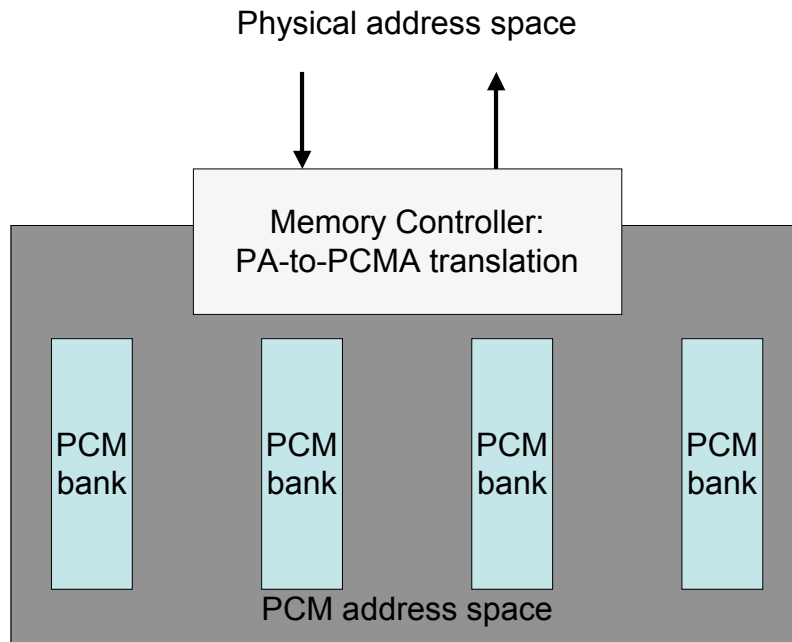 Physical address space
Memory Controller:
PA-to-PCMA translation
PCM
bank
PCM
bank
PCM
bank
PCM
bank
PCM address space